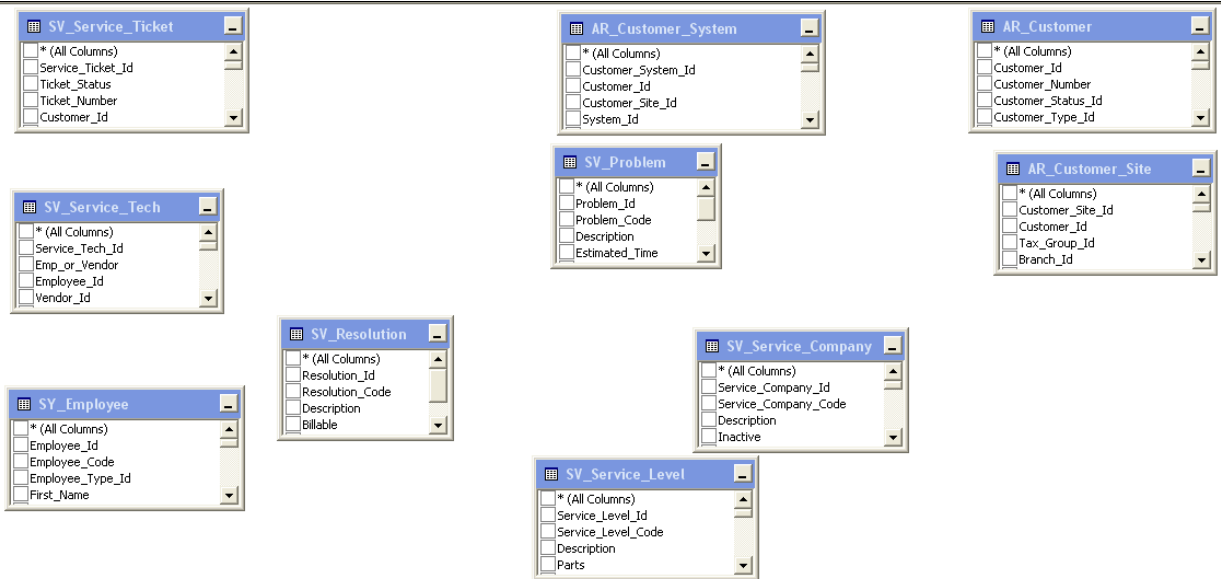 SV_Service_Ticket
* (All Columns)
Service_Ticket_Id
Ticket_Status
Ticket_Number
Customer_Id
AR_Customer_System
* (All Columns)
Customer_System_Id
Customer_Id
Customer_Site_Id
System_Id
AR_Customer
* (All Columns)
Customer_Id
Customer_Number
Customer_Status_Id
Customer_Type_Id
SV_Problem
* (All Columns)
Problem_Id
Problem_Code
Description
Estimated_Time
AR_Customer_Site
* (All Columns)
Customer_Site_Id
Customer_Id
Tax_Group_Id
Branch_Id
SV_Service_Tech
* (All Columns)
Service_Tech_Id
Emp_or_Vendor
Employee_Id
Vendor_Id
SV_Resolution
* (All Columns)
Resolution_Id
Resolution_Code
Description
Billable
SV_Service_Company
* (All Columns)
Service_Company_Id
Service_Company_Code
Description
Inactive
SY_Employee
* (All Columns)
Employee_Id
Employee_Code
Employee_Type_Id
First_Name
SV_Service_Level
* (All Columns)
Service_Level_Id
Service_Level_Code
Description
Parts